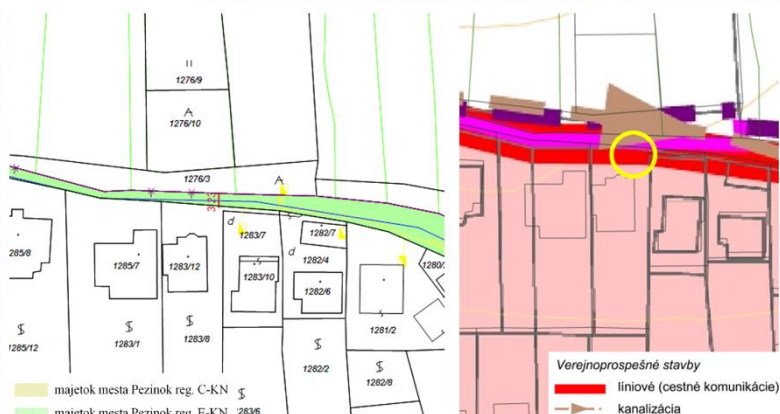 1276/9
1276/10
A
1276/3
A
3.23
1285/8
1285/7
1283/12
d
1283/7
1283/10
d
1282/7
1282/4
1282/6
1280/
1285/12
1283/1
1283/8
1281/2
1282/2
1282/8
1283/6
majetok mesta Pezinok reg. C-KN
majetok mesta Pezinok reg. E-KN
Verejnoprospešné stavby
líniové (cestné komunikácie)
kanalizácia